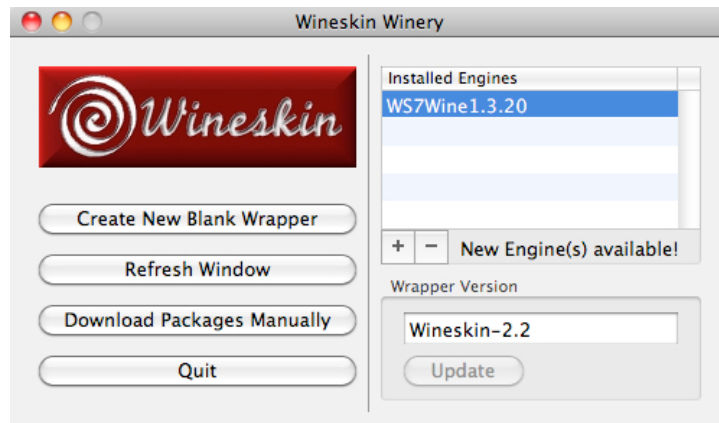 Wineskin Winery
Wineskin
Create New Blank Wrapper
Refresh Window
Download Packages Manually
Quit
Installed Engines
WS7Wine1.3.20
+ − New Engine(s) available!
Wrapper Version
Wineskin-2.2
Update